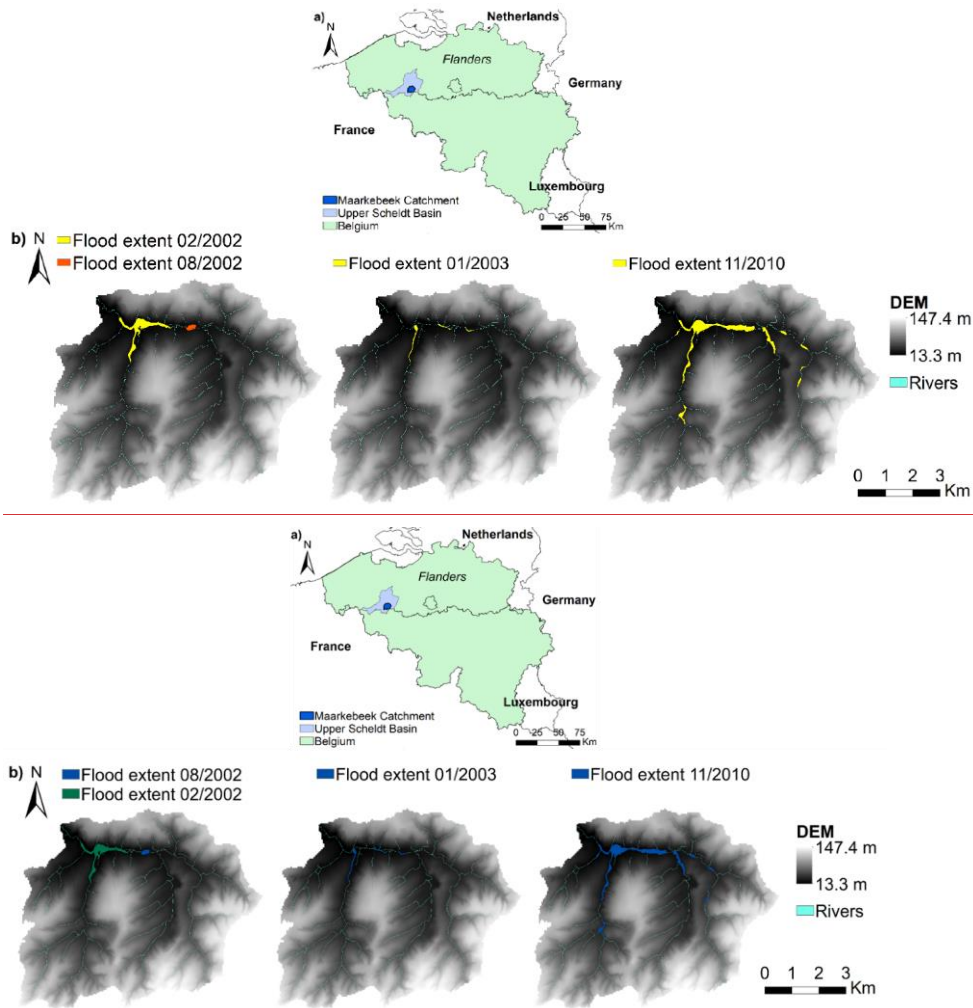 a)
Netherlands
N
Flanders
Germany
France
Luxembourg
Maarkebeek Catchment
Upper Scheldt Basin
Belgium
0 25 50 75
Km
b) N
Flood extent 02/2002
Flood extent 08/2002
Flood extent 01/2003
Flood extent 11/2010
DEM
147.4 m
13.3 m
Rivers
0 1 2 3
Km
a)
Netherlands
N
Flanders
Germany
France
Luxembourg
Maarkebeek Catchment
Upper Scheldt Basin
Belgium
0 25 50 75
Km
b) N
Flood extent 08/2002
Flood extent 02/2002
Flood extent 01/2003
Flood extent 11/2010
DEM
147.4 m
13.3 m
Rivers
0 1 2 3
Km